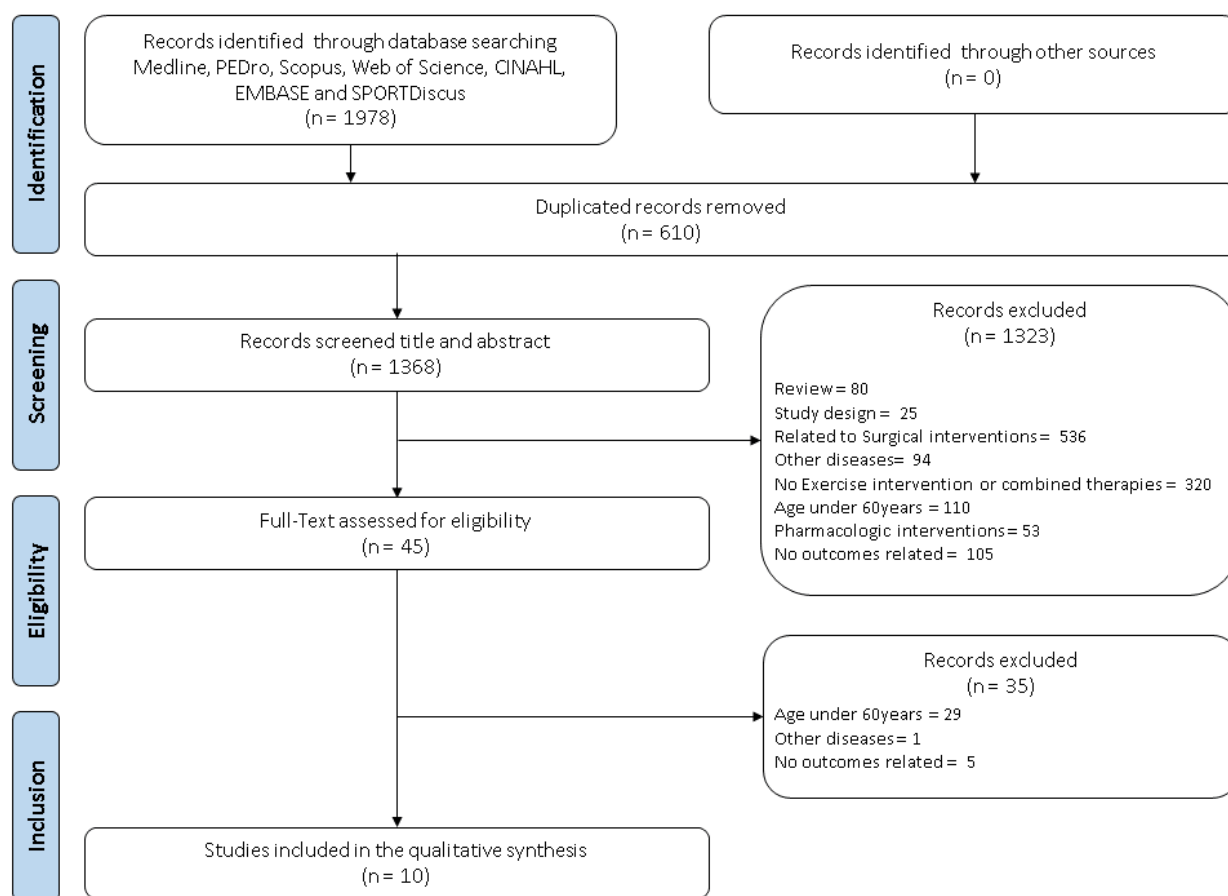 Identification
Records identified through database searching
Medline, PEDro, Scopus, Web of Science, CINAHL,
EMBASE and SPORTDiscus
(n = 1978)
Records identified through other sources
(n = 0)
Duplicated records removed
(n = 610)
Screening
Records screened title and abstract
(n = 1368)
Records excluded
(n = 1323)
Review = 80
Study design = 25
Related to Surgical interventions = 536
Other diseases = 94
No Exercise intervention or combined therapies = 320
Age under 60years = 110
Pharmacologic interventions = 53
No outcomes related = 105
Eligibility
Full-Text assessed for eligibility
(n = 45)
Records excluded
(n = 35)
Age under 60years = 29
Other diseases = 1
No outcomes related = 5
Inclusion
Studies included in the qualitative synthesis
(n = 10)